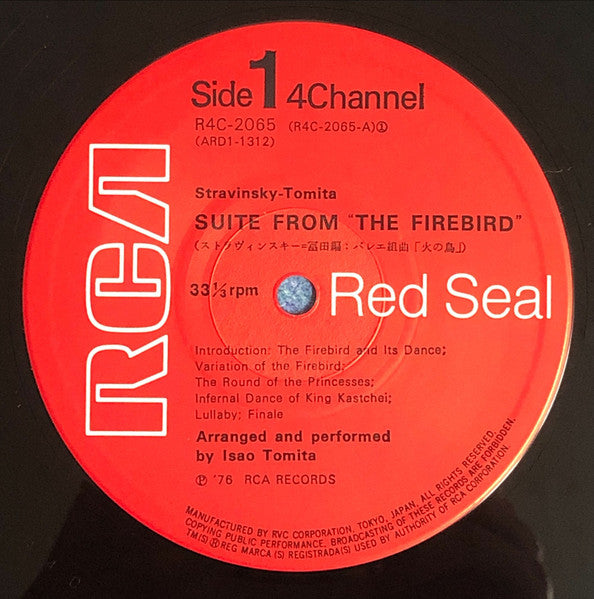 Side 1 4Channel
R4C-2065 (R4C-2065-A)①
(ARD1-1312)
Stravinsky-Tomita
SUITE FROM "THE FIREBIRD"
(ストラヴィンスキー=冨田編:バレエ組曲「火の鳥」)
33⅓ rpm
Red Seal
RCA
Introduction: The Firebird and Its Dance;
Variation of the Firebird;
The Round of the Princesses;
Infernal Dance of King Kastchei;
Lullaby; Finale
Arranged and performed
by Isao Tomita
℗ '76 RCA RECORDS
MANUFACTURED BY RVC CORPORATION, TOKYO, JAPAN. ALL RIGHTS RESERVED.
COPYING PUBLIC PERFORMANCE, BROADCASTING OF THESE RECORDS ARE FORBIDDEN.
TM(S)® REG MARCA(S) REGISTRADA(S) USED BY AUTHORITY OF RCA CORPORATION.